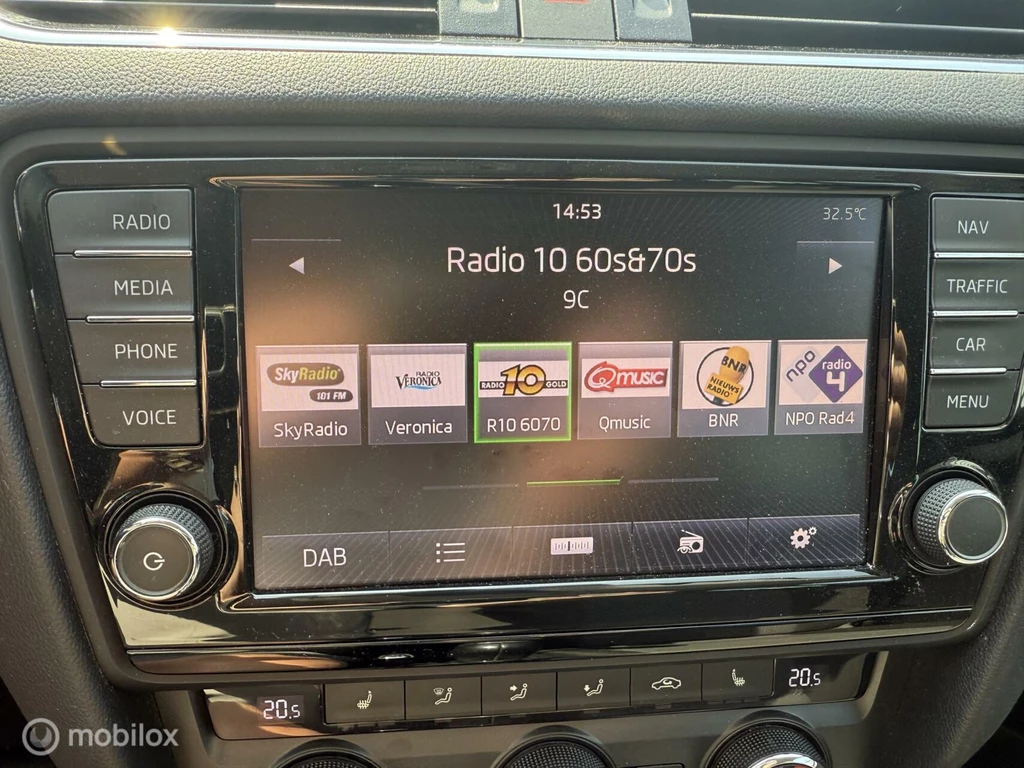 14:53
32.5°C
Radio 10 60s&70s
9C
RADIO
MEDIA
PHONE
VOICE
NAV
TRAFFIC
CAR
MENU
SkyRadio
101 FM
SkyRadio
RADIO
VERONICA
Veronica
RADIO 10 GOLD
R10 6070
Qmusic
Qmusic
BNR
NIEUWS
RADIO
BNR
npo radio 4
NPO Rad4
DAB
20.5
20.5
mobilox